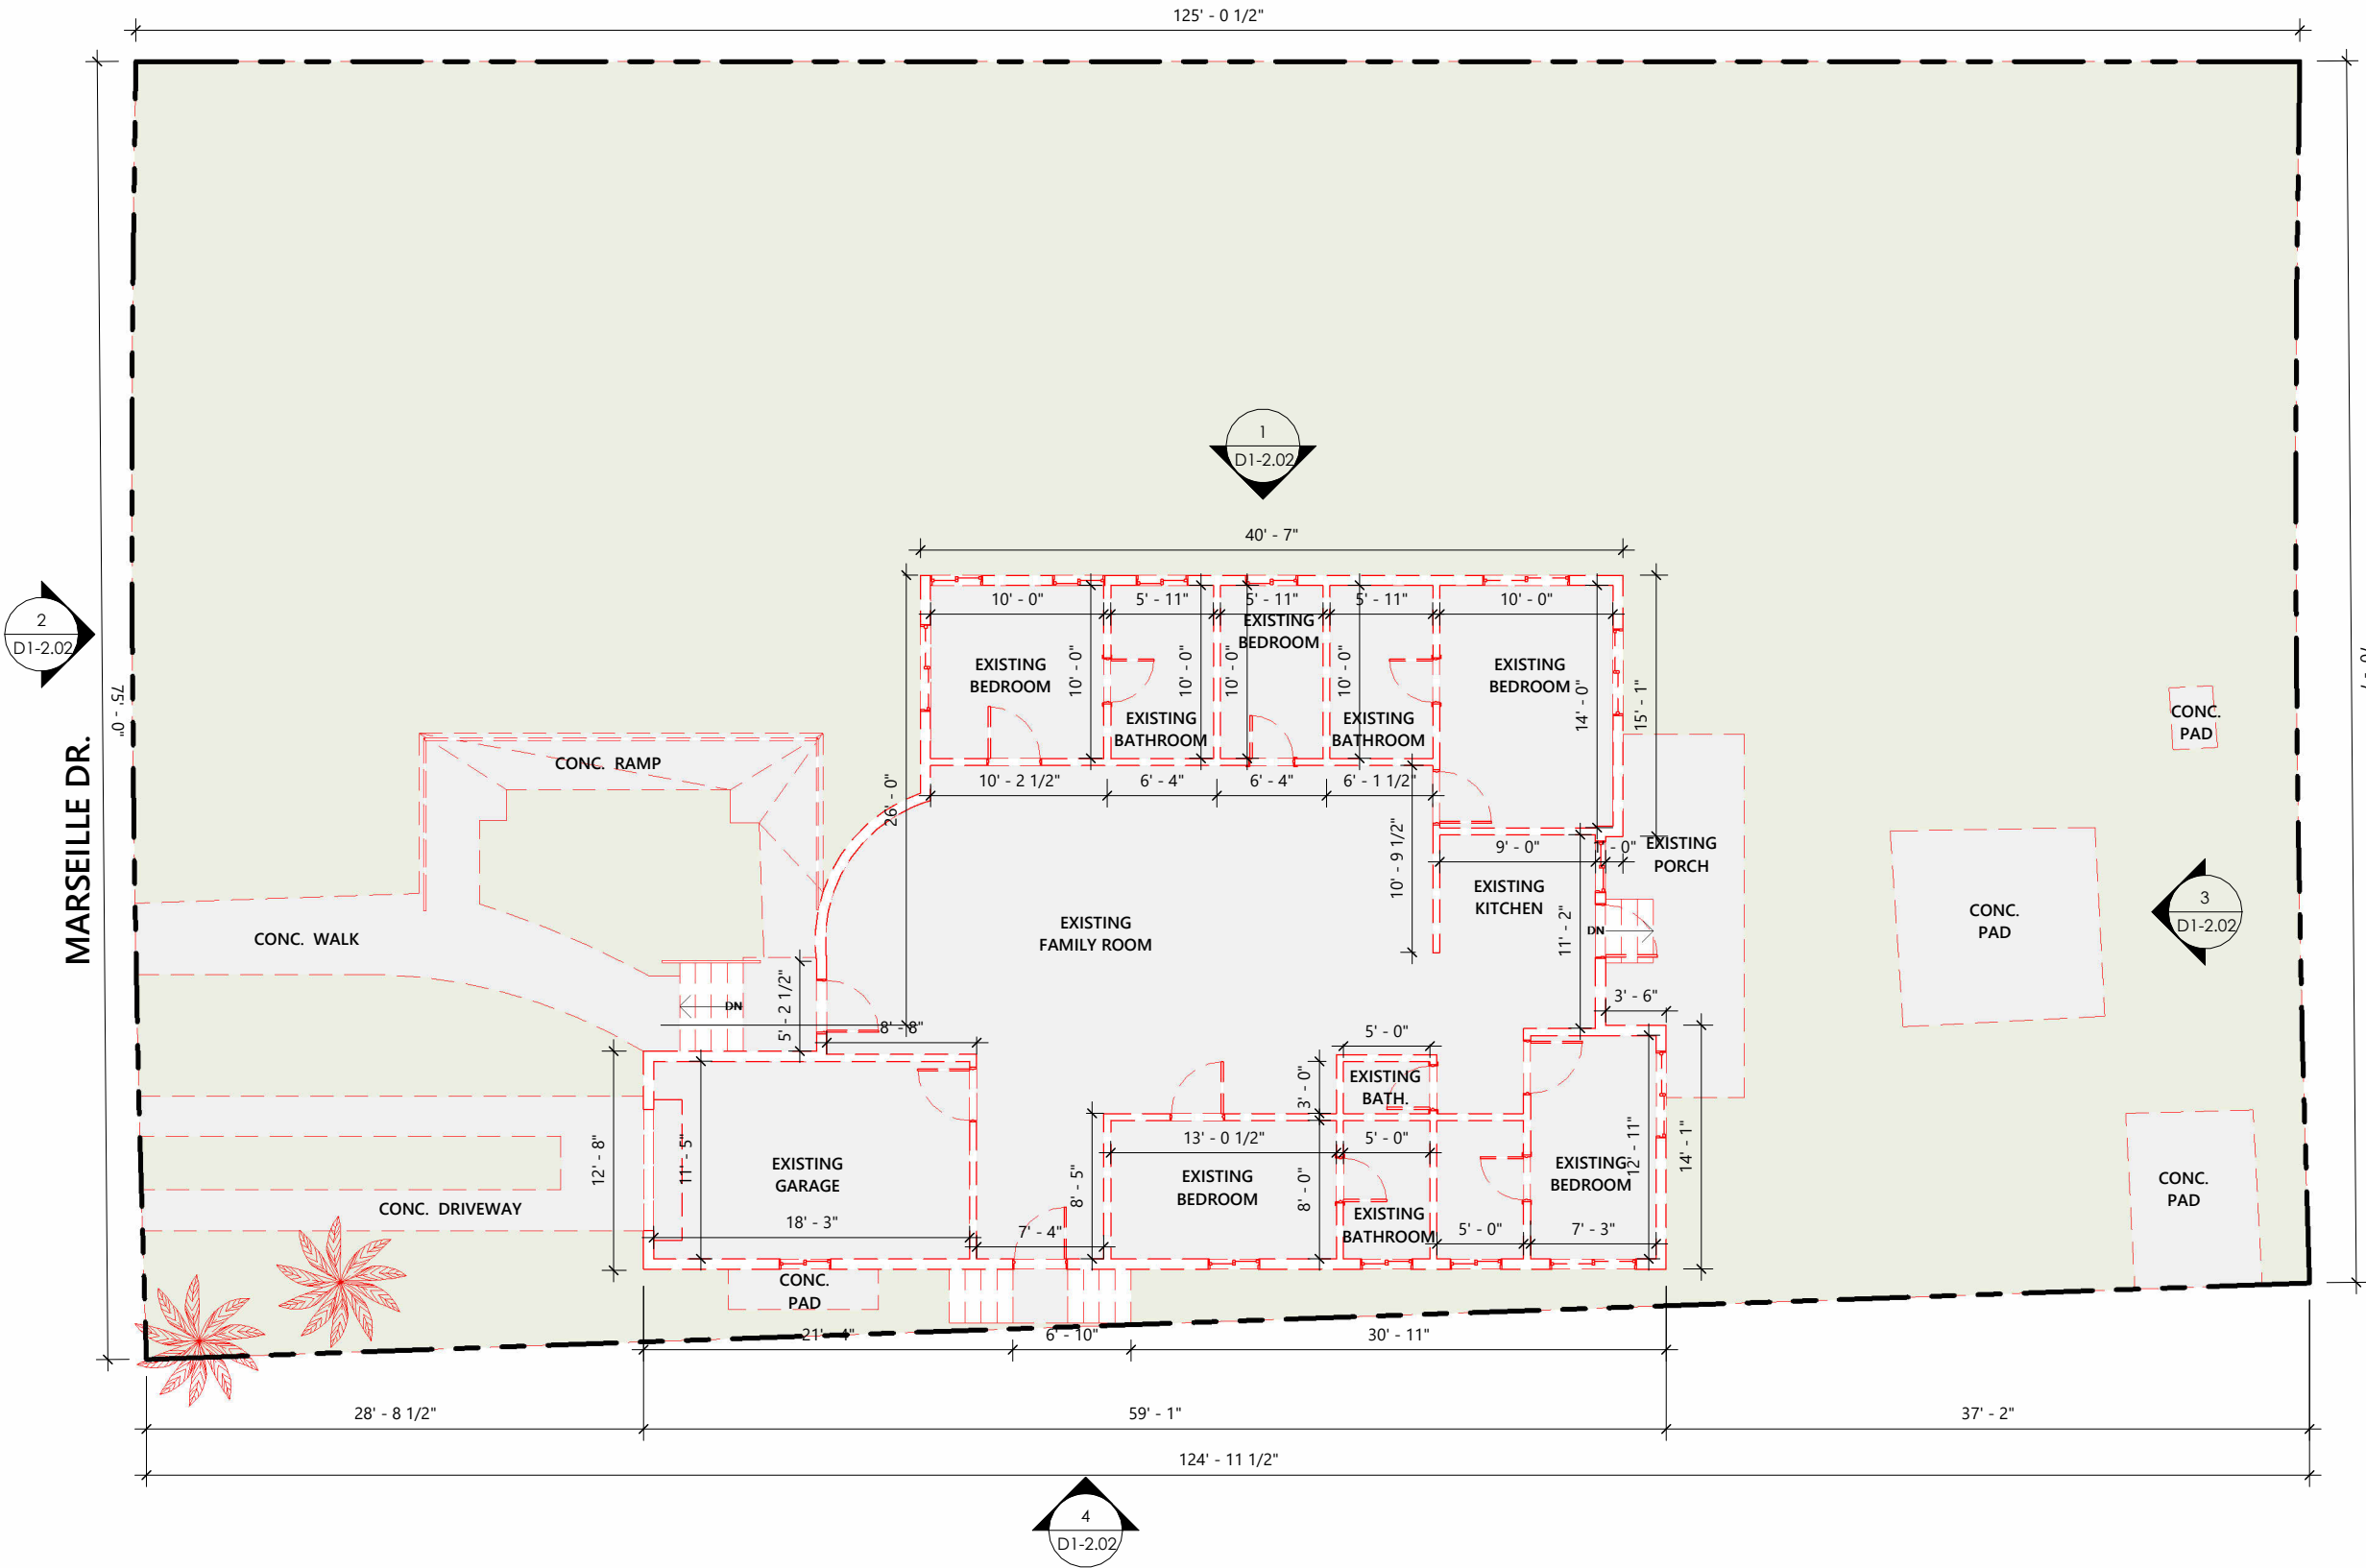 125' - 0 1/2"
1
D1-2.02
40' - 7"
2
D1-2.02
75' - 0"
MARSEILLE DR.
10' - 0"
5' - 11"
5' - 11"
5' - 11"
10' - 0"
EXISTING
BEDROOM
EXISTING
BEDROOM
10' - 0"
10' - 0"
10' - 0"
10' - 0"
EXISTING
BEDROOM
14' - 0"
15' - 1"
EXISTING
BATHROOM
EXISTING
BATHROOM
CONC.
PAD
CONC. RAMP
10' - 2 1/2"
6' - 4"
6' - 4"
6' - 1 1/2"
26' - 0"
10' - 9 1/2"
9' - 0"
- 0"
EXISTING
PORCH
EXISTING
KITCHEN
CONC. WALK
EXISTING
FAMILY ROOM
11' - 2"
DN
CONC.
PAD
3
D1-2.02
DN
5' - 2 1/2"
8' - 8"
3' - 6"
5' - 0"
EXISTING
BATH.
3' - 0"
12' - 8"
11' - 5"
EXISTING
GARAGE
18' - 3"
7' - 4"
8' - 5"
13' - 0 1/2"
5' - 0"
EXISTING
BEDROOM
8' - 0"
EXISTING
BATHROOM
5' - 0"
7' - 3"
EXISTING
BEDROOM
12' - 11"
14' - 1"
CONC.
PAD
CONC. DRIVEWAY
CONC.
PAD
21' - 4"
6' - 10"
30' - 11"
28' - 8 1/2"
59' - 1"
37' - 2"
124' - 11 1/2"
4
D1-2.02